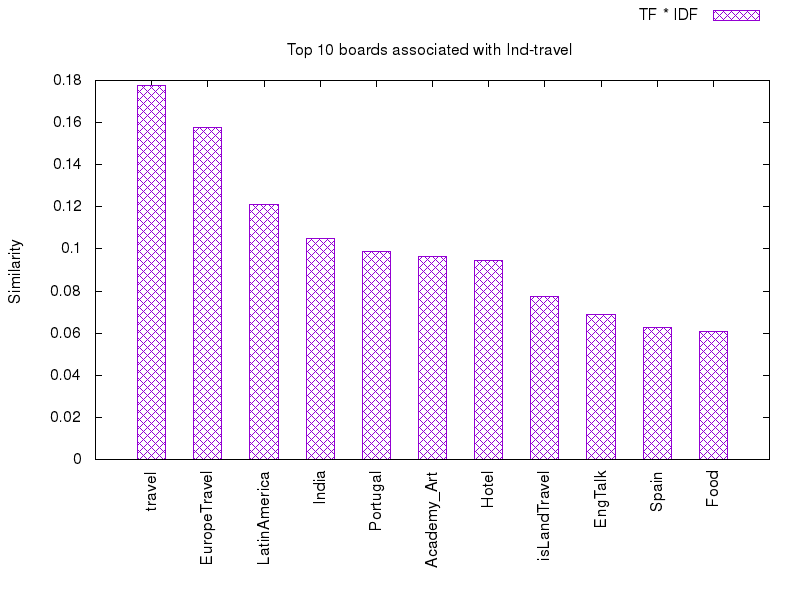 TF * IDF
Top 10 boards associated with Ind-travel
Similarity
0.18
0.16
0.14
0.12
0.1
0.08
0.06
0.04
0.02
0
travel
EuropeTravel
LatinAmerica
India
Portugal
Academy_Art
Hotel
isLandTravel
EngTalk
Spain
Food